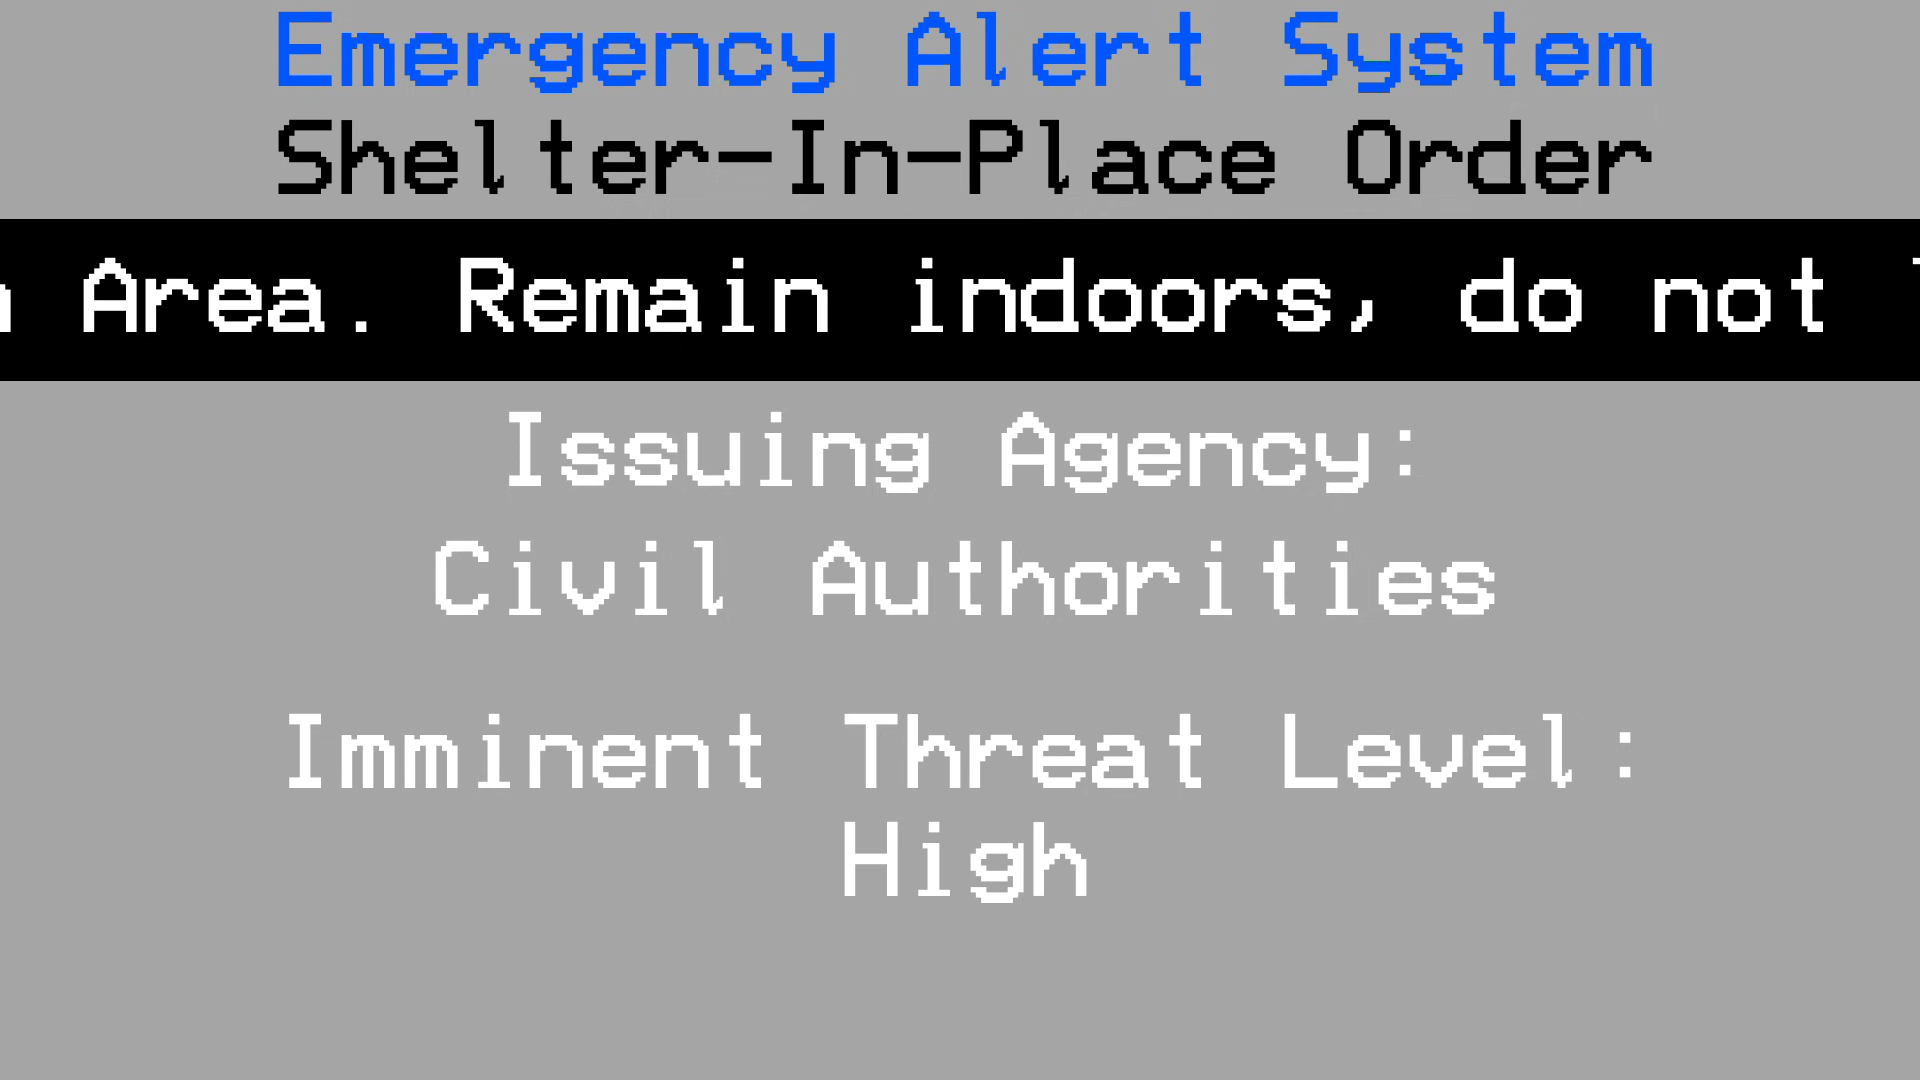 Emergency Alert System
Shelter-In-Place Order
Area. Remain indoors, do not
Issuing Agency:
Civil Authorities
Imminent Threat Level:
High